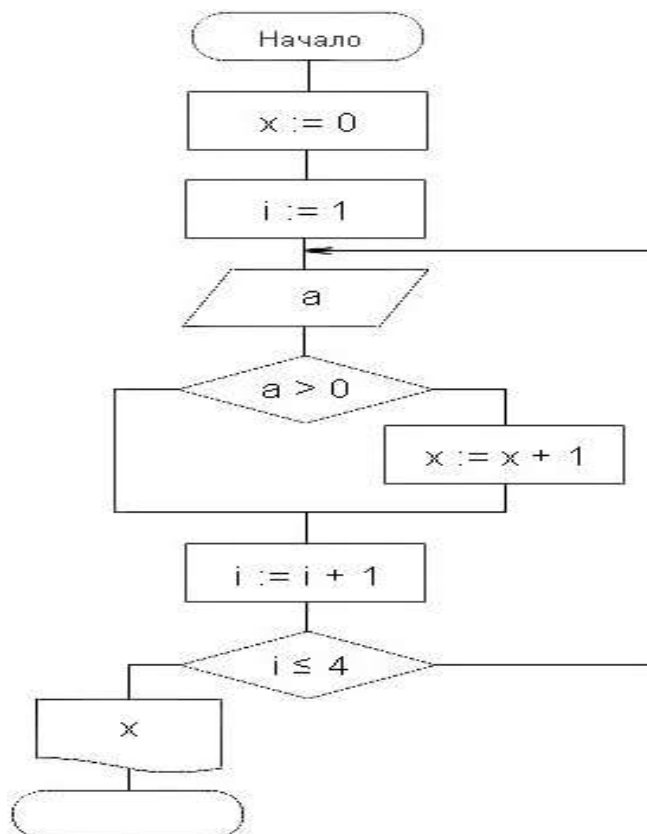 Начало
x := 0
i := 1
a
a > 0
x := x + 1
i := i + 1
i ≤ 4
x